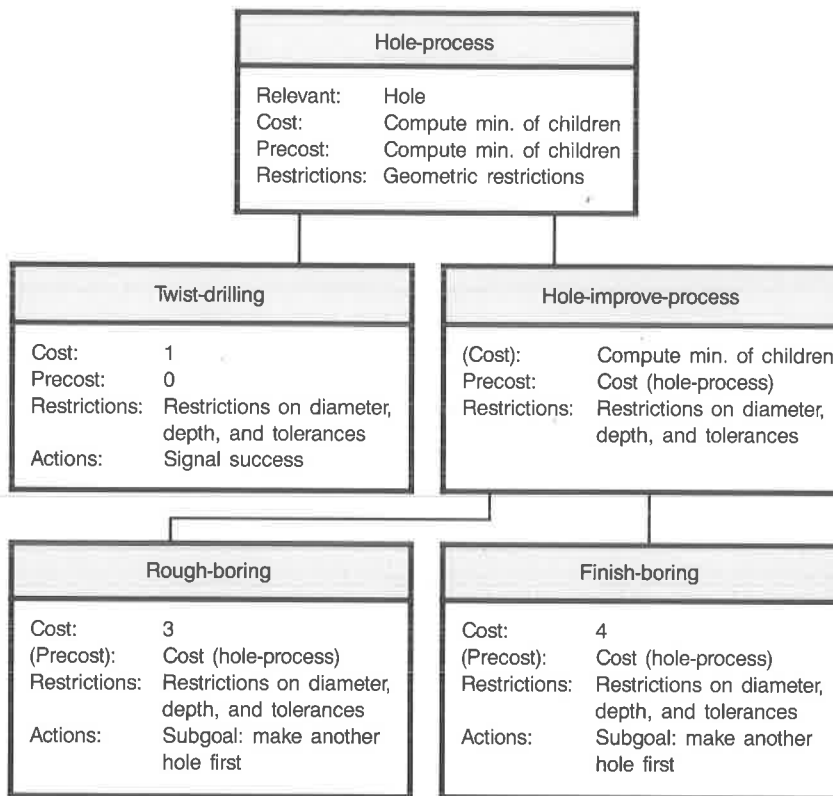 Hole-process
Relevant: Hole
Cost: Compute min. of children
Precost: Compute min. of children
Restrictions: Geometric restrictions
Twist-drilling
Cost: 1
Precost: 0
Restrictions: Restrictions on diameter,
depth, and tolerances
Actions: Signal success
Hole-improve-process
(Cost): Compute min. of children
Precost: Cost (hole-process)
Restrictions: Restrictions on diameter,
depth, and tolerances
Rough-boring
Cost: 3
(Precost): Cost (hole-process)
Restrictions: Restrictions on diameter,
depth, and tolerances
Actions: Subgoal: make another
hole first
Finish-boring
Cost: 4
(Precost): Cost (hole-process)
Restrictions: Restrictions on diameter,
depth, and tolerances
Actions: Subgoal: make another
hole first